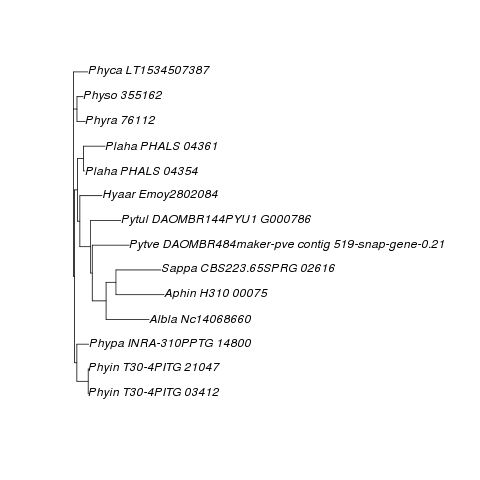 Phyca LT1534507387
Physo 355162
Phyra 76112
Plaha PHALS 04361
Plaha PHALS 04354
Hyaar Emoy2802084
Pytul DAOMBR144PYU1 G000786
Pytve DAOMBR484maker-pve contig 519-snap-gene-0.21
Sappa CBS223.65SPRG 02616
Aphin H310 00075
Albla Nc14068660
Phypa INRA-310PPTG 14800
Phyin T30-4PITG 21047
Phyin T30-4PITG 03412